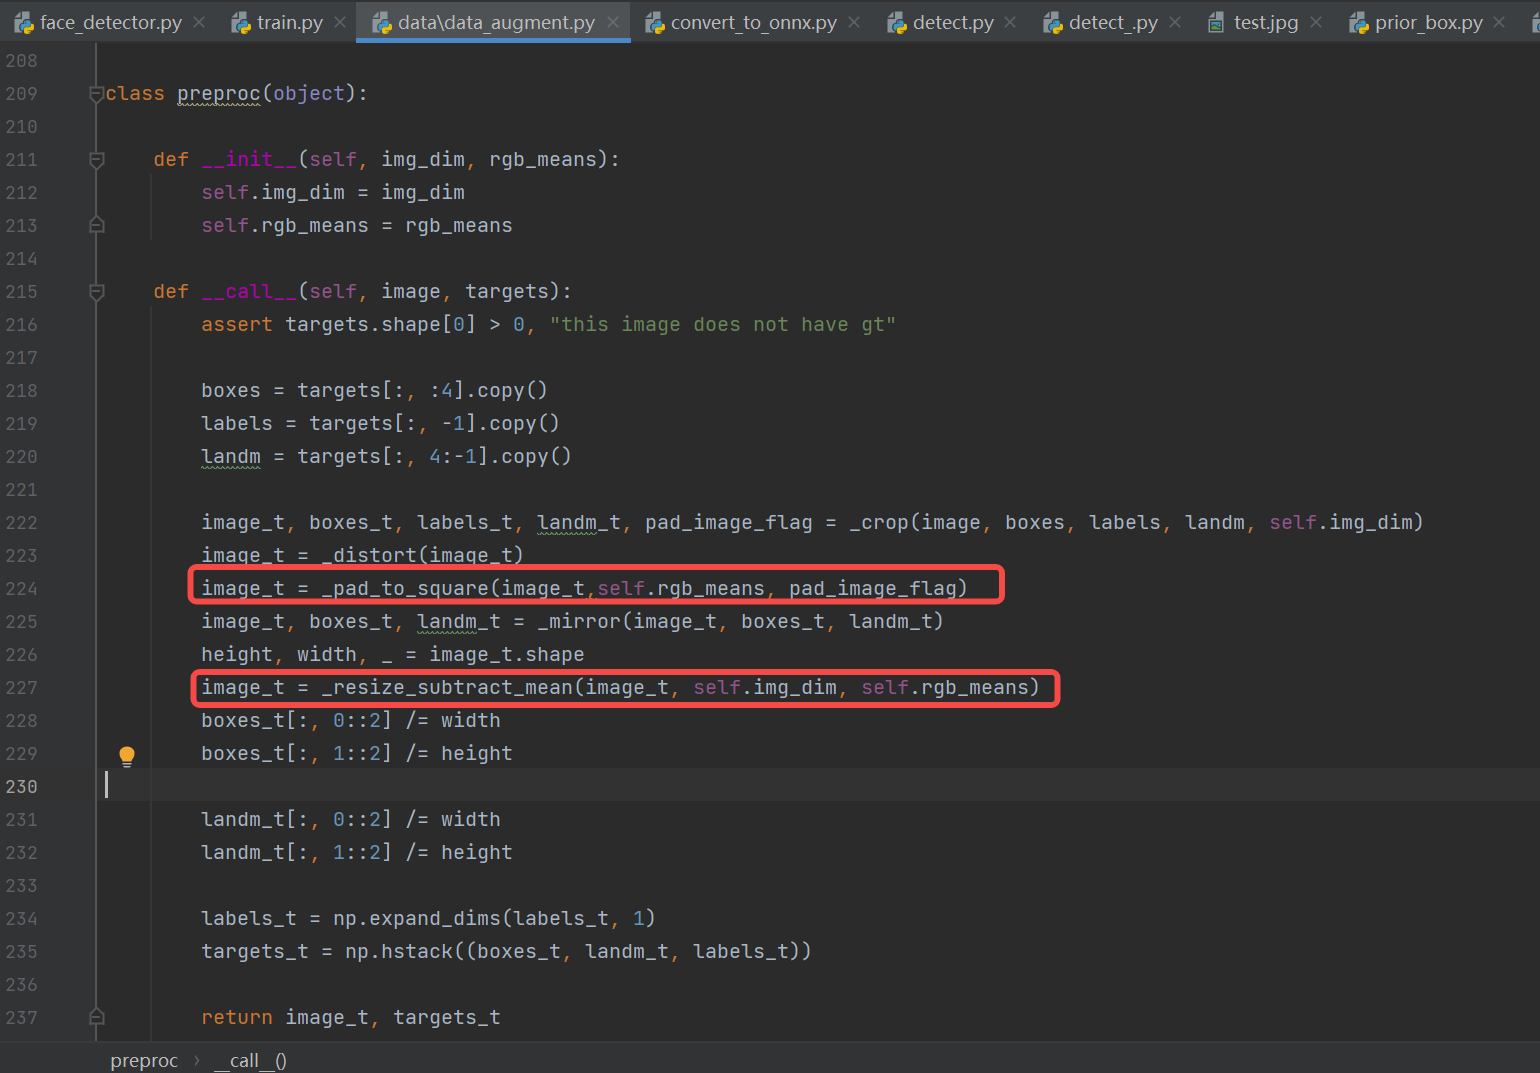 face_detector.py train.py data\data_augment.py convert_to_onnx.py detect.py detect_.py test.jpg prior_box.py
208
209 class preproc(object):
210
211 def __init__(self, img_dim, rgb_means):
212 self.img_dim = img_dim
213 self.rgb_means = rgb_means
214
215 def __call__(self, image, targets):
216 assert targets.shape[0] > 0, "this image does not have gt"
217
218 boxes = targets[:, :4].copy()
219 labels = targets[:, -1].copy()
220 landm = targets[:, 4:-1].copy()
221
222 image_t, boxes_t, labels_t, landm_t, pad_image_flag = _crop(image, boxes, labels, landm, self.img_dim)
223 image_t = _distort(image_t)
224 image_t = _pad_to_square(image_t,self.rgb_means, pad_image_flag)
225 image_t, boxes_t, landm_t = _mirror(image_t, boxes_t, landm_t)
226 height, width, _ = image_t.shape
227 image_t = _resize_subtract_mean(image_t, self.img_dim, self.rgb_means)
228 boxes_t[:, 0::2] /= width
229 boxes_t[:, 1::2] /= height
230
231 landm_t[:, 0::2] /= width
232 landm_t[:, 1::2] /= height
233
234 labels_t = np.expand_dims(labels_t, 1)
235 targets_t = np.hstack((boxes_t, landm_t, labels_t))
236
237 return image_t, targets_t
preproc › __call__()